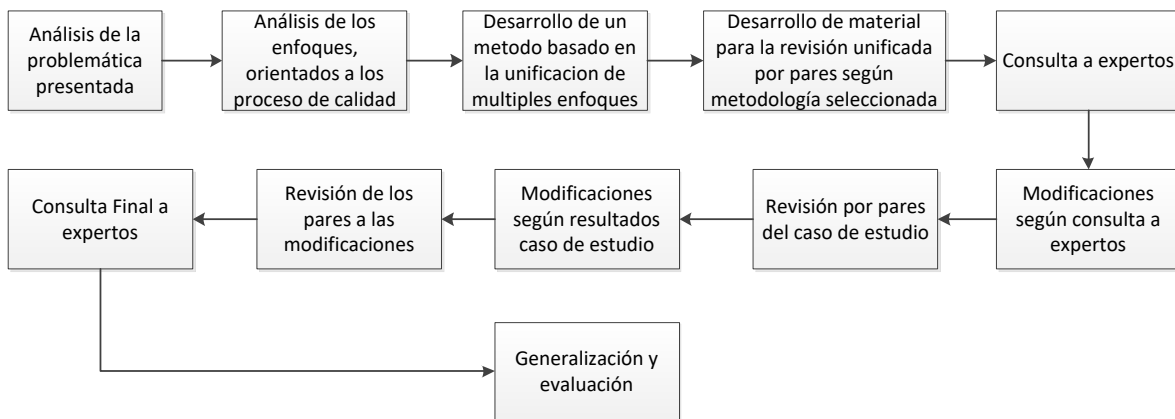 Análisis de la
problemática
presentada
Análisis de los
enfoques,
orientados a los
proceso de calidad
Desarrollo de un
metodo basado en
la unificacion de
multiples enfoques
Desarrollo de material
para la revisión unificada
por pares según
metodología seleccionada
Consulta a expertos
Modificaciones
según consulta a
expertos
Revisión por pares
del caso de estudio
Modificaciones
según resultados
caso de estudio
Revisión de los
pares a las
modificaciones
Consulta Final a
expertos
Generalización y
evaluación